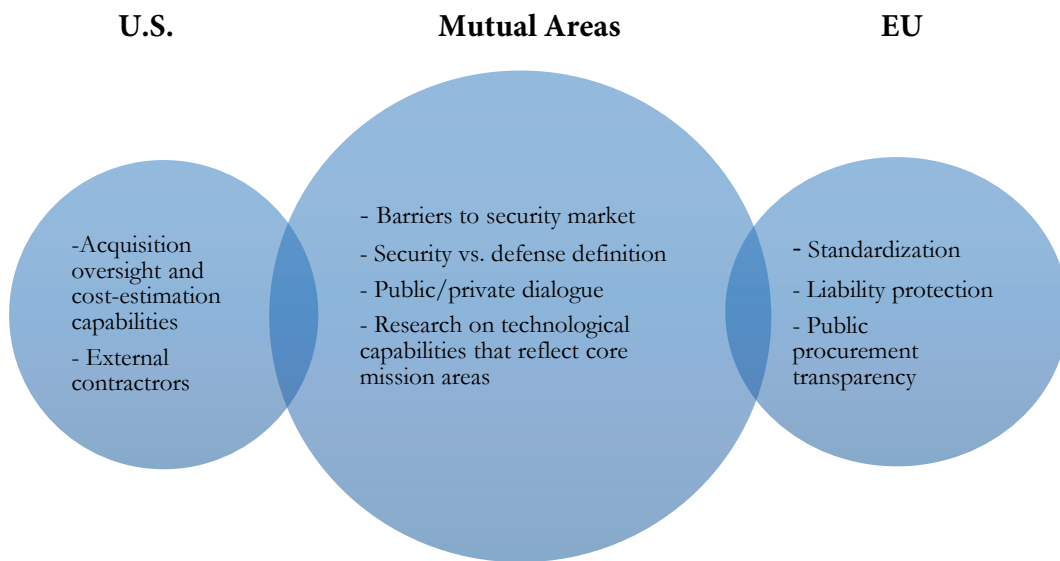 U.S.
Mutual Areas
EU
-Acquisition
oversight and
cost-estimation
capabilities
- External
contractrors
- Barriers to security market
- Security vs. defense definition
- Public/private dialogue
- Research on technological
capabilities that reflect core
mission areas
- Standardization
- Liability protection
- Public
procurement
transparency